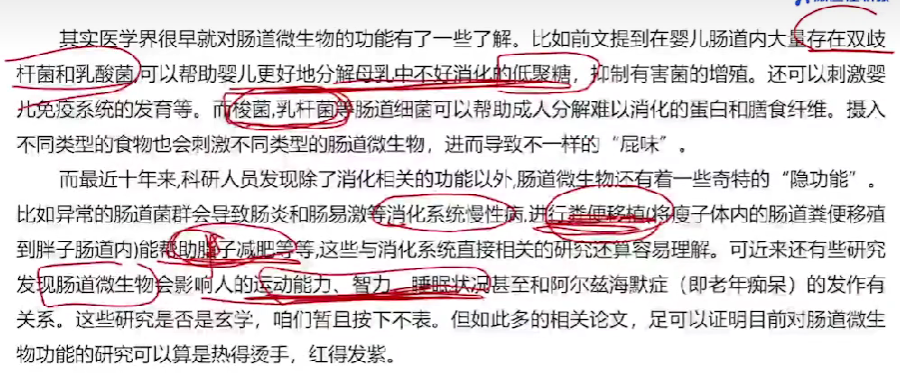 其实医学界很早就对肠道微生物的功能有了一些了解。比如前文提到在婴儿肠道内大量存在双歧
杆菌和乳酸菌,可以帮助婴儿更好地分解母乳中不好消化的低聚糖，抑制有害菌的增殖。还可以刺激婴
儿免疫系统的发育等。而梭菌,乳杆菌等肠道细菌可以帮助成人分解难以消化的蛋白和膳食纤维。摄入
不同类型的食物也会刺激不同类型的肠道微生物，进而导致不一样的“屁味”。
而最近十年来,科研人员发现除了消化相关的功能以外,肠道微生物还有着一些奇特的“隐功能”。
比如异常的肠道菌群会导致肠炎和肠易激等消化系统慢性病,进行粪便移植(将瘦子体内的肠道粪便移殖
到胖子肠道内)能帮助胖子减肥等等,这些与消化系统直接相关的研究还算容易理解。可近来还有些研究
发现肠道微生物会影响人的运动能力、智力、睡眠状况甚至和阿尔兹海默症（即老年痴呆）的发作有
关系。这些研究是否是玄学，咱们暂且按下不表。但如此多的相关论文，足可以证明目前对肠道微生
物功能的研究可以算是热得烫手，红得发紫。